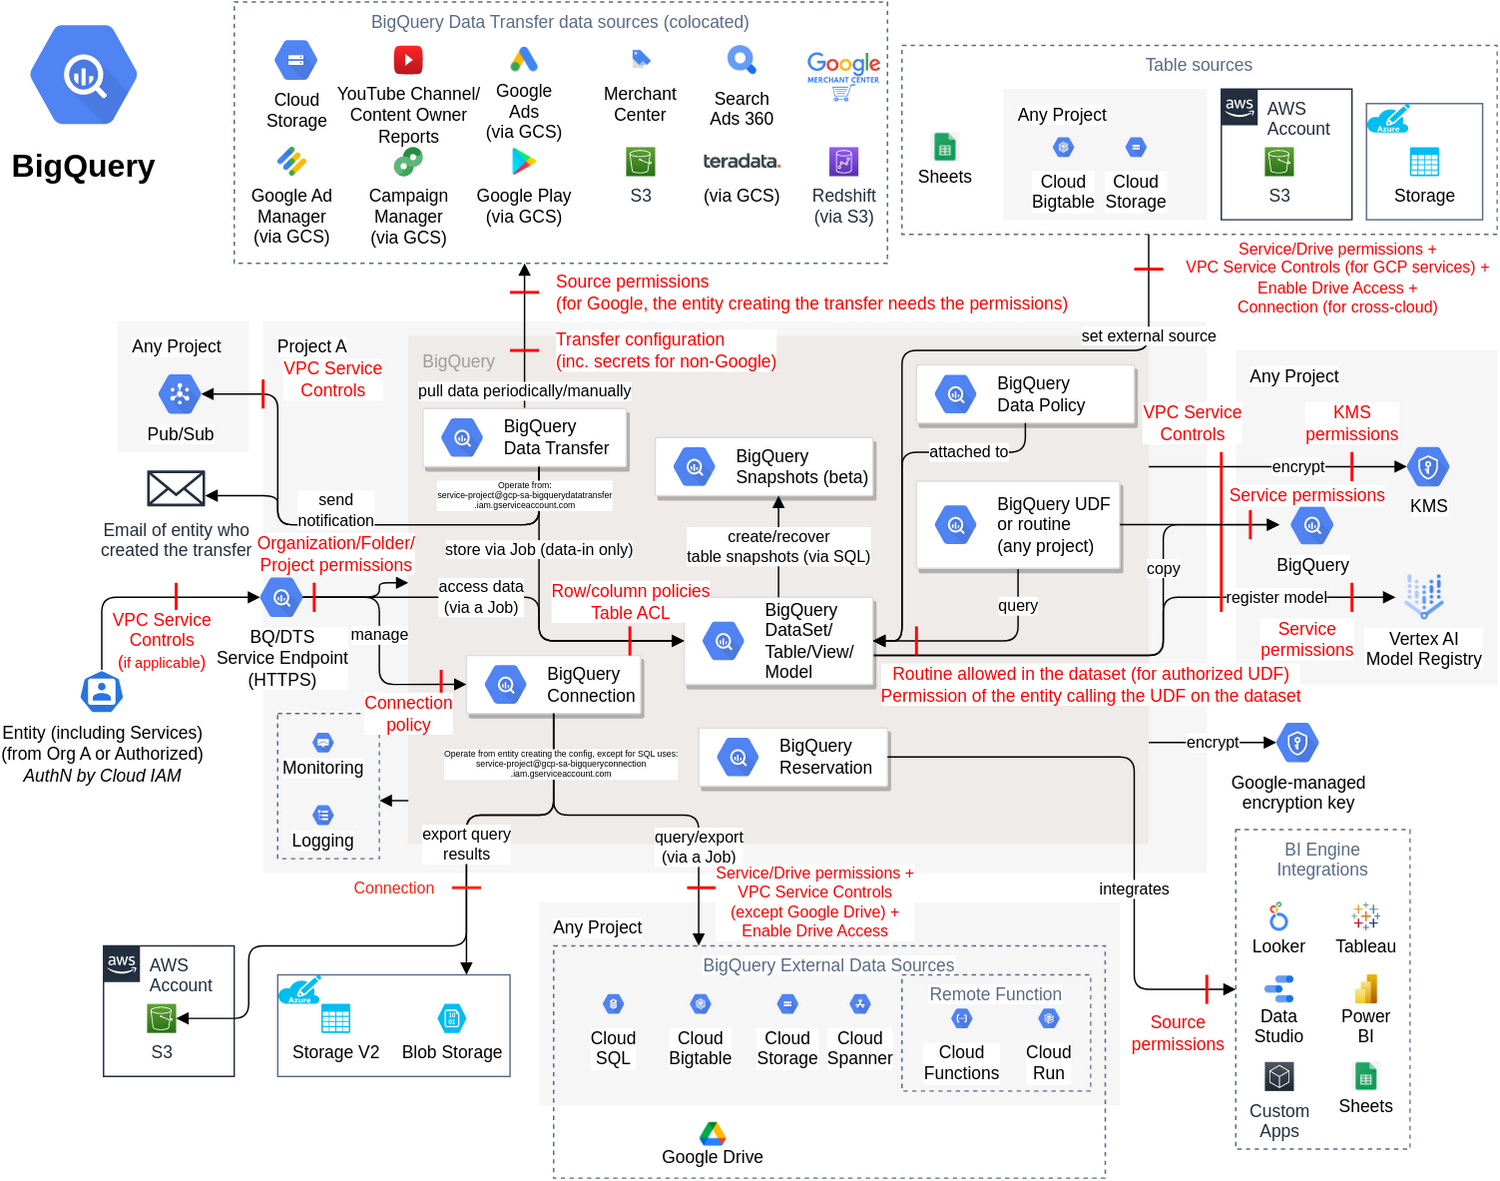 BigQuery
BigQuery Data Transfer data sources (colocated)
Cloud
Storage
YouTube Channel/
Content Owner
Reports
Google
Ads
(via GCS)
Merchant
Center
Search
Ads 360
Google
MERCHANT CENTER
Google Ad
Manager
(via GCS)
Campaign
Manager
(via GCS)
Google Play
(via GCS)
S3
teradata.
(via GCS)
Redshift
(via S3)
Table sources
Sheets
Any Project
Cloud
Bigtable
Cloud
Storage
aws
AWS
Account
S3
Azure
Storage
Source permissions
(for Google, the entity creating the transfer needs the permissions)
Service/Drive permissions +
VPC Service Controls (for GCP services) +
Enable Drive Access +
Connection (for cross-cloud)
Any Project
Pub/Sub
Project A
VPC Service
Controls
BigQuery
Transfer configuration
(inc. secrets for non-Google)
pull data periodically/manually
set external source
BigQuery
Data Transfer
BigQuery
Snapshots (beta)
BigQuery
Data Policy
attached to
Any Project
VPC Service
Controls
KMS
permissions
encrypt
KMS
Service permissions
BigQuery
Operate from:
service-project@gcp-sa-bigquerydatatransfer
.iam.gserviceaccount.com
send
notification
Email of entity who
created the transfer
Organization/Folder/
Project permissions
store via Job (data-in only)
create/recover
table snapshots (via SQL)
BigQuery UDF
or routine
(any project)
copy
access data
(via a Job)
Row/column policies
Table ACL
query
register model
Service
permissions
Vertex AI
Model Registry
VPC Service
Controls
(if applicable)
BQ/DTS
Service Endpoint
(HTTPS)
manage
BigQuery
DataSet/
Table/View/
Model
Routine allowed in the dataset (for authorized UDF)
Permission of the entity calling the UDF on the dataset
BigQuery
Connection
Connection
policy
Entity (including Services)
(from Org A or Authorized)
AuthN by Cloud IAM
Monitoring
Logging
Operate from entity creating the config, except for SQL uses:
service-project@gcp-sa-bigqueryconnection
.iam.gserviceaccount.com
BigQuery
Reservation
encrypt
Google-managed
encryption key
export query
results
query/export
(via a Job)
Connection
Service/Drive permissions +
VPC Service Controls
(except Google Drive) +
Enable Drive Access
integrates
BI Engine
Integrations
Looker
Tableau
Data
Studio
Power
BI
Custom
Apps
Sheets
Source
permissions
aws
AWS
Account
S3
Azure
Storage V2
10
01
Blob Storage
Any Project
BigQuery External Data Sources
Cloud
SQL
Cloud
Bigtable
Cloud
Storage
Cloud
Spanner
Remote Function
Cloud
Functions
Cloud
Run
Google Drive